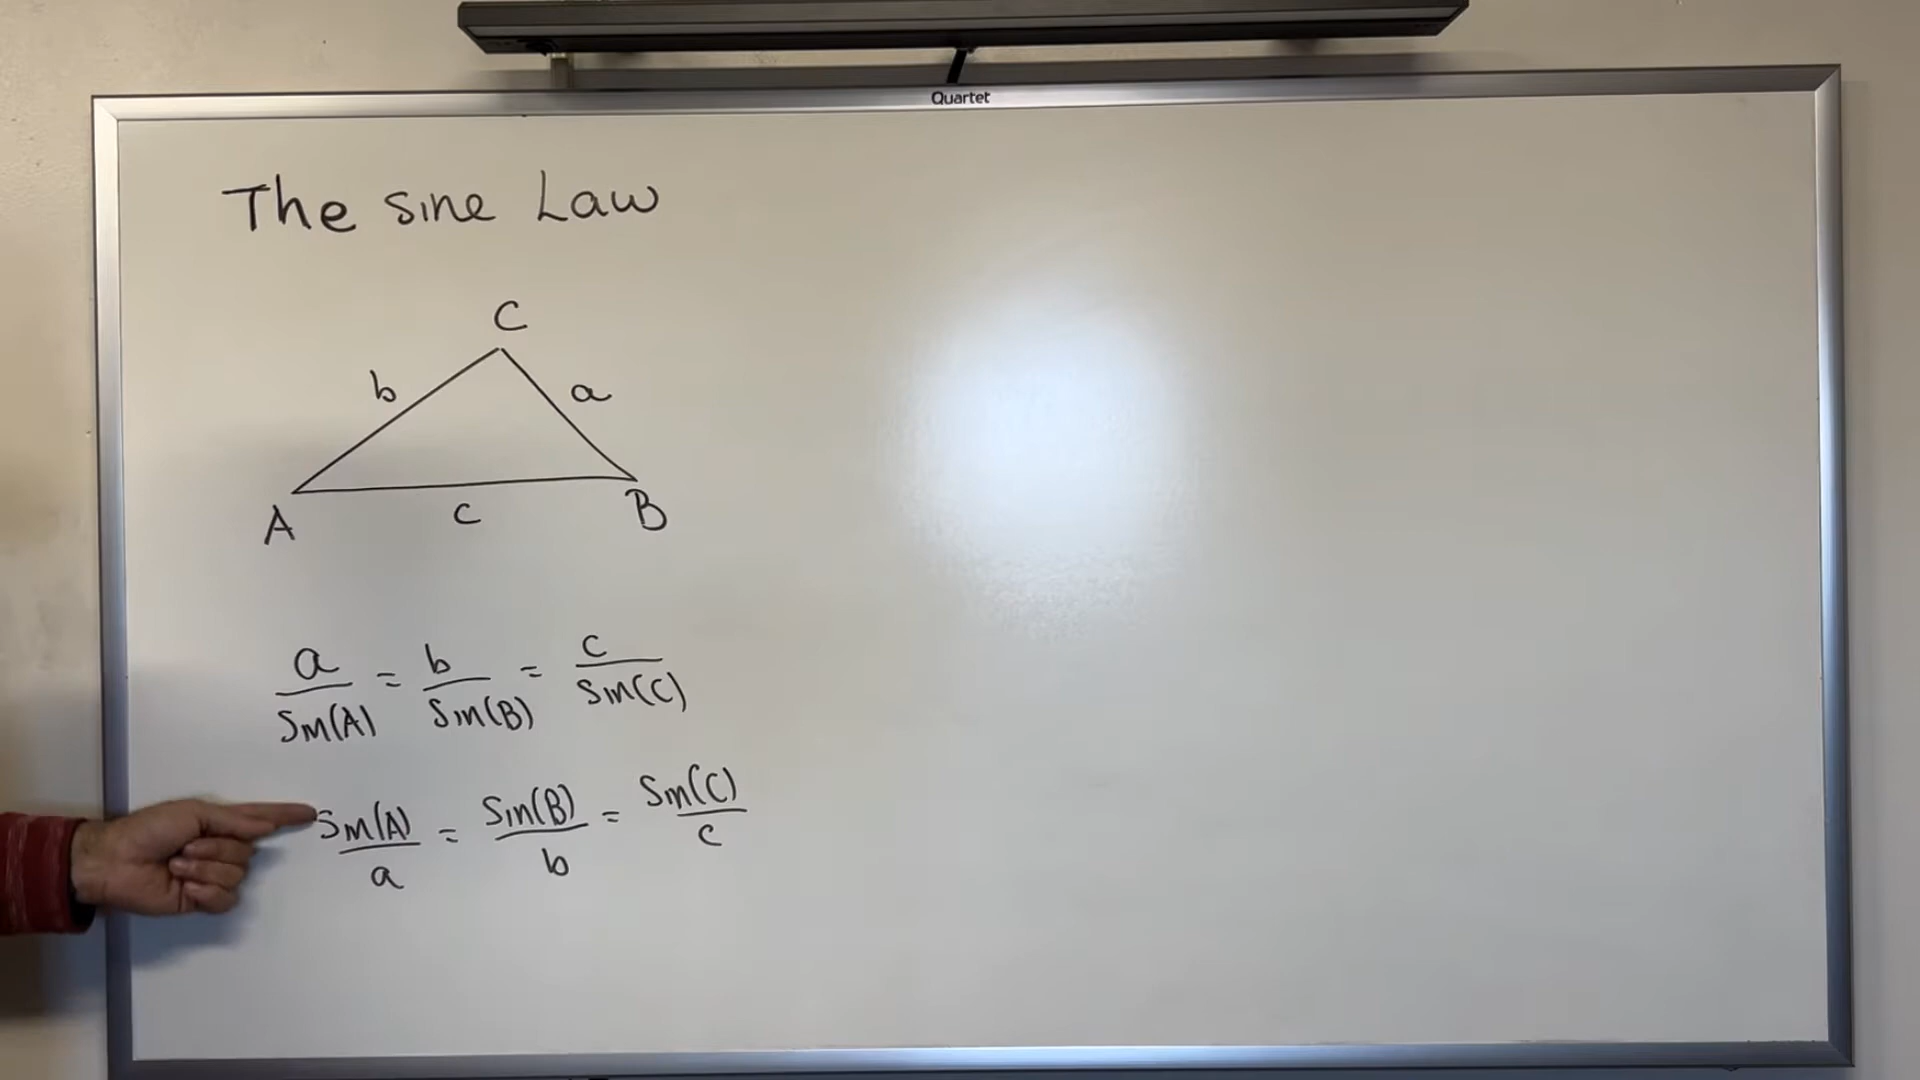 Quartet
The sine Law
C
b a
A c B
a/Sin(A) = b/Sin(B) = c/Sin(C)
Sin(A)/a = Sin(B)/b = Sin(C)/c